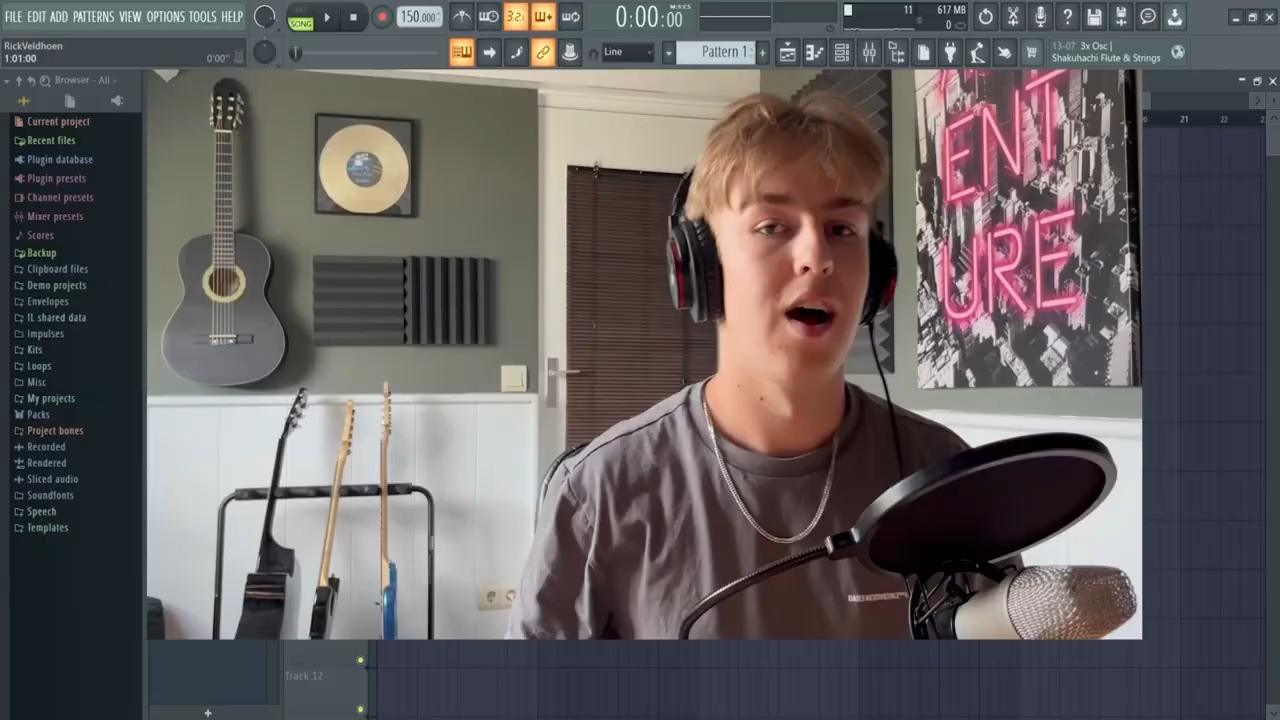 FILE EDIT ADD PATTERNS VIEW OPTIONS TOOLS HELP
SONG
150.000
3.2.
0:00:00
M:S:CS
11
617 MB
0
RickVeldhoen
1:01:00
0'00"
Line
Pattern 1
13-07 3x Osc |
Shakuhachi Flute & Strings
Browser - All
Current project
Recent files
Plugin database
Plugin presets
Channel presets
Mixer presets
Scores
Backup
Clipboard files
Demo projects
Envelopes
IL shared data
Impulses
Kits
Loops
Misc
My projects
Packs
Project bones
Recorded
Rendered
Sliced audio
Soundfonts
Speech
Templates
ENT
URE
21
22
Track 12